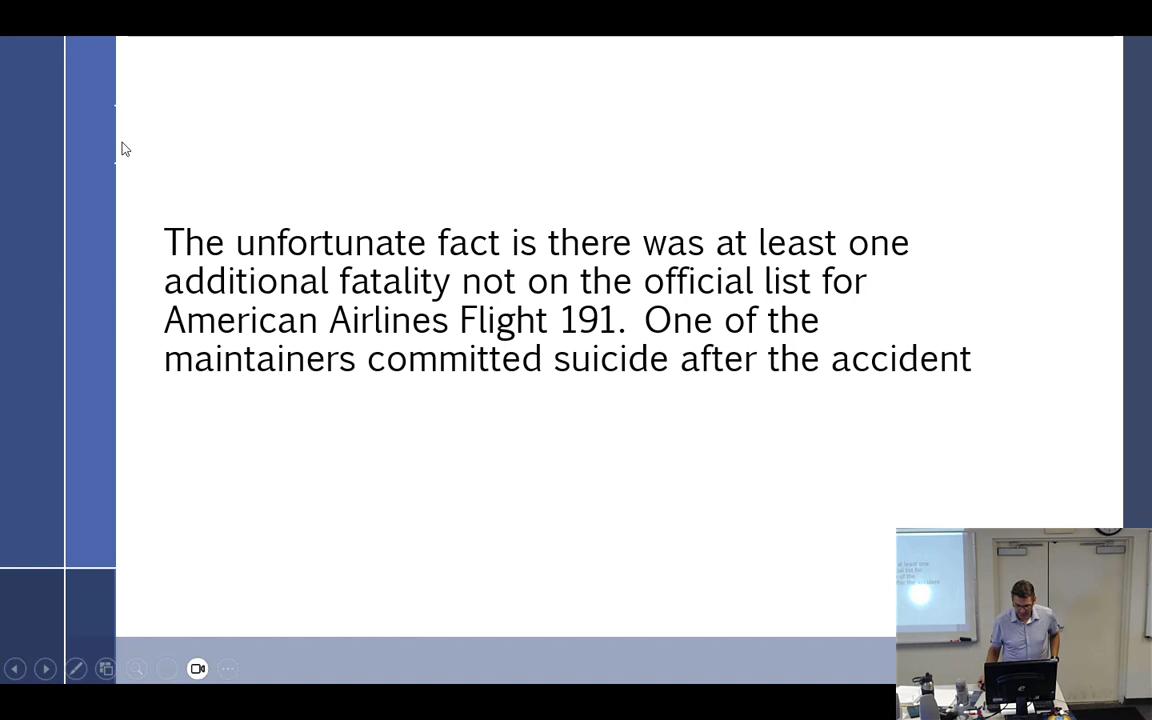 The unfortunate fact is there was at least one
additional fatality not on the official list for
American Airlines Flight 191. One of the
maintainers committed suicide after the accident